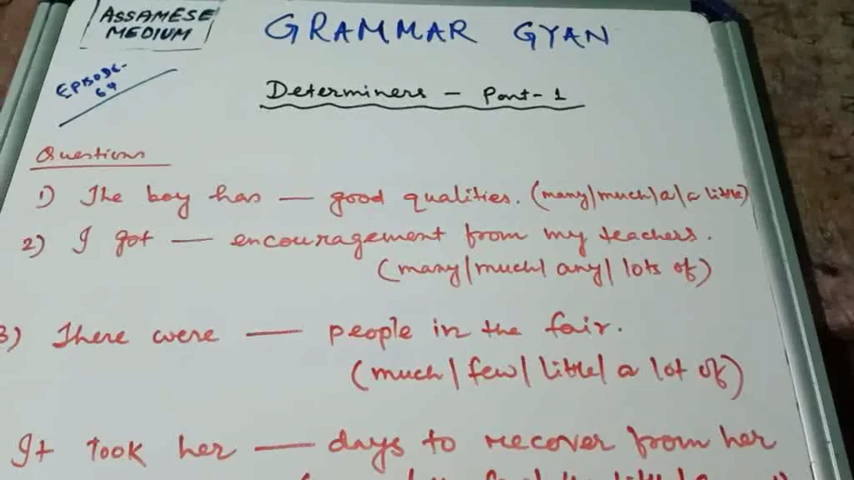 ASSAMESE
MEDIUM
GRAMMAR GYAN
EPISODE-
64
Determiners - Part-1
Questions
1) The boy has — good qualities. (many/much/a/a little)
2) I got — encouragement from my teachers.
(many/much/any/lots of)
3) There were — people in the fair.
(much/few/little/a lot of)
It took her — days to recover from her